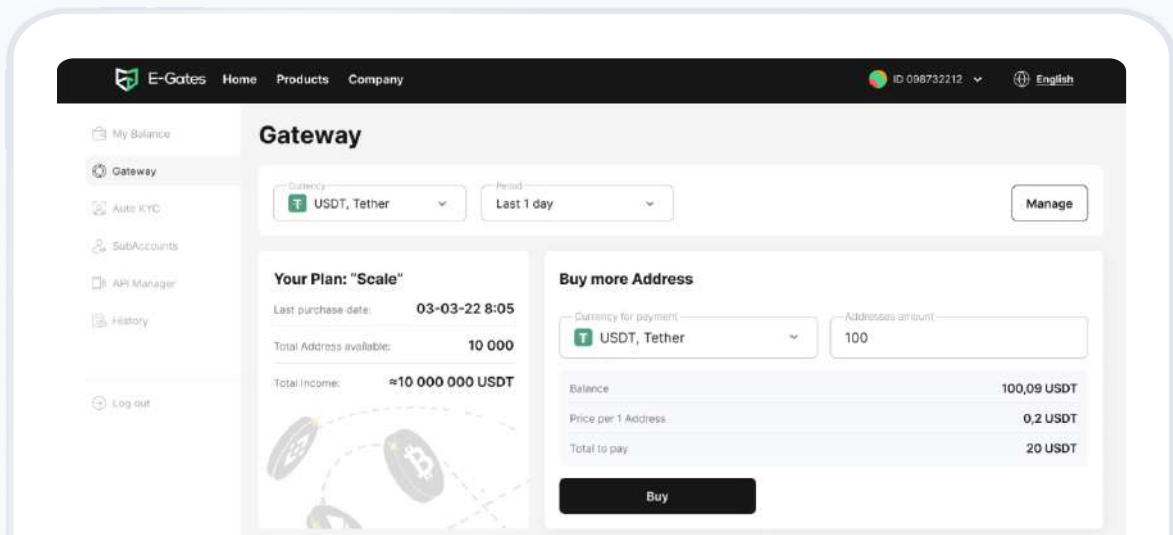 E-Gates Home Products Company ID 098732212 English
My Balance
Gateway
Auto KYC
SubAccounts
API Manager
History
Log out
Gateway
Currency
USDT, Tether
Period
Last 1 day
Manage
Your Plan: "Scale"
Last purchase date: 03-03-22 8:05
Total Address available: 10 000
Total Income: ≈10 000 000 USDT
Buy more Address
Currency for payment
USDT, Tether
Addresses amount
100
Balance 100,09 USDT
Price per 1 Address 0,2 USDT
Total to pay 20 USDT
Buy